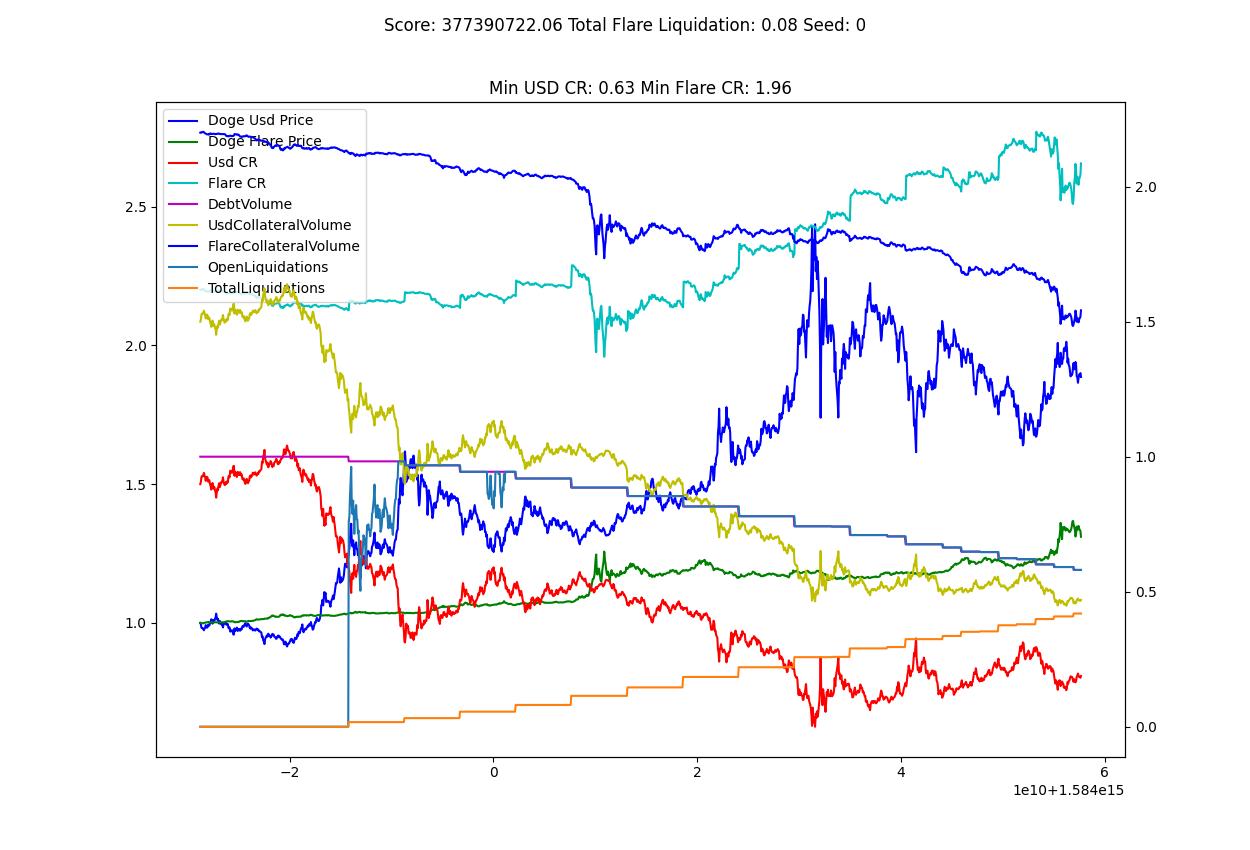 Score: 377390722.06 Total Flare Liquidation: 0.08 Seed: 0
Min USD CR: 0.63 Min Flare CR: 1.96
Doge Usd Price
Doge Flare Price
Usd CR
Flare CR
DebtVolume
UsdCollateralVolume
FlareCollateralVolume
OpenLiquidations
TotalLiquidations
2.5
2.0
1.5
1.0
2.0
1.5
1.0
0.5
0.0
−2
0
2
4
6
1e10+1.584e15